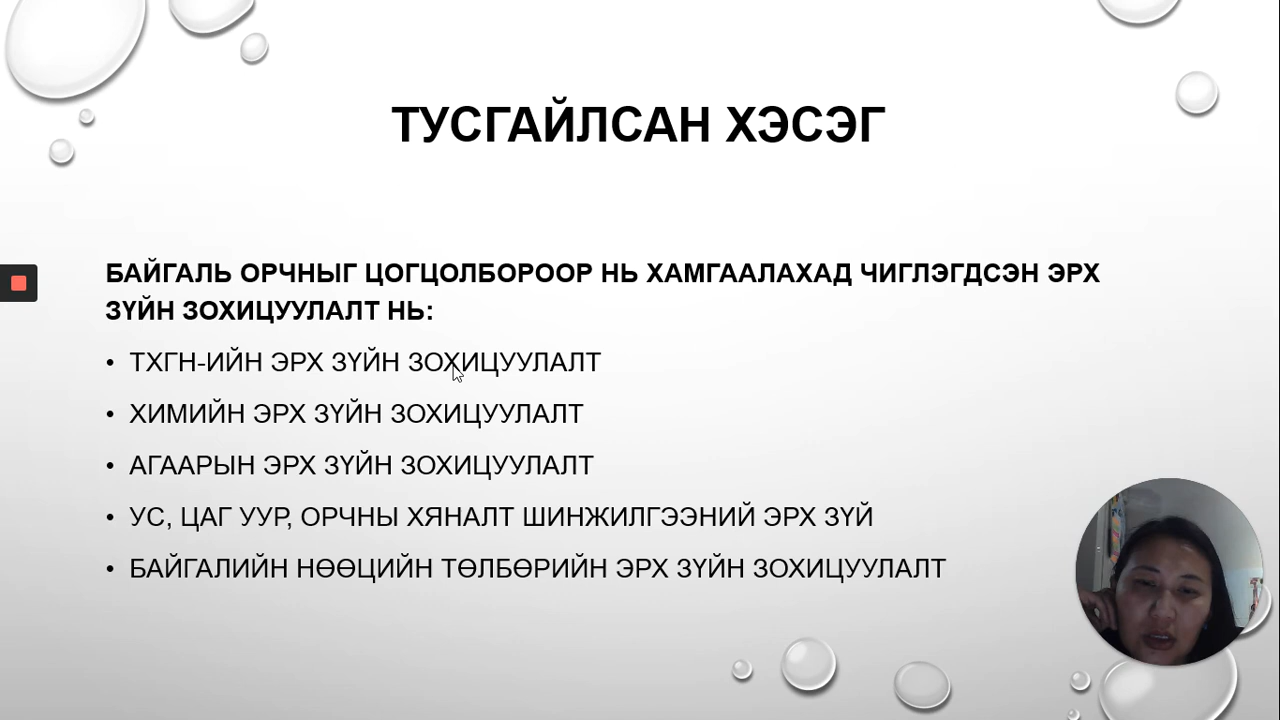 ТУСГАЙЛСАН ХЭСЭГ
БАЙГАЛЬ ОРЧНЫГ ЦОГЦОЛБОРООР НЬ ХАМГААЛАХАД ЧИГЛЭГДСЭН ЭРХ
ЗҮЙН ЗОХИЦУУЛАЛТ НЬ:
• ТХГН-ИЙН ЭРХ ЗҮЙН ЗОХИЦУУЛАЛТ
• ХИМИЙН ЭРХ ЗҮЙН ЗОХИЦУУЛАЛТ
• АГААРЫН ЭРХ ЗҮЙН ЗОХИЦУУЛАЛТ
• УС, ЦАГ УУР, ОРЧНЫ ХЯНАЛТ ШИНЖИЛГЭЭНИЙ ЭРХ ЗҮЙ
• БАЙГАЛИЙН НӨӨЦИЙН ТӨЛБӨРИЙН ЭРХ ЗҮЙН ЗОХИЦУУЛАЛТ